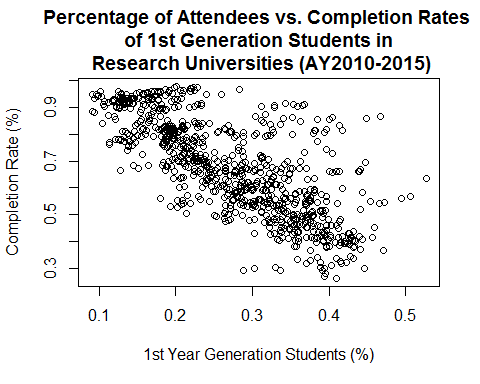 Percentage of Attendees vs. Completion Rates
of 1st Generation Students in
Research Universities (AY2010-2015)
Completion Rate (%)
0.9
0.7
0.5
0.3
0.1 0.2 0.3 0.4 0.5
1st Year Generation Students (%)